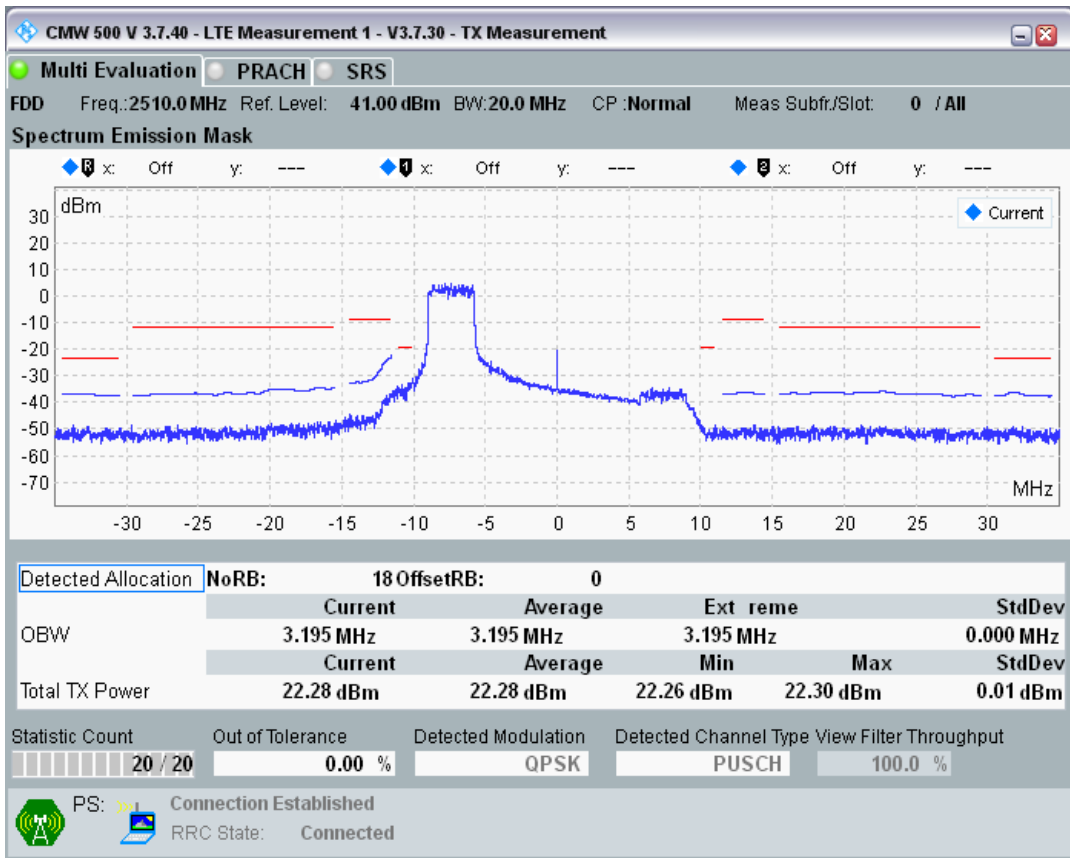 CMW 500 V 3.7.40 - LTE Measurement 1 - V3.7.30 - TX Measurement
Multi Evaluation PRACH SRS
FDD Freq.:2510.0 MHz Ref. Level: 41.00 dBm BW:20.0 MHz CP :Normal Meas Subfr./Slot: 0 / All
Spectrum Emission Mask
R x: Off y: --- 1 x: Off y: --- 2 x: Off y: ---
dBm
Current
30
20
10
0
-10
-20
-30
-40
-50
-60
-70
MHz
-30 -25 -20 -15 -10 -5 0 5 10 15 20 25 30
Detected Allocation NoRB: 18 OffsetRB: 0
Current Average Ext reme StdDev
OBW 3.195 MHz 3.195 MHz 3.195 MHz 0.000 MHz
Current Average Min Max StdDev
Total TX Power 22.28 dBm 22.28 dBm 22.26 dBm 22.30 dBm 0.01 dBm
Statistic Count Out of Tolerance Detected Modulation Detected Channel Type View Filter Throughput
20 / 20 0.00 % QPSK PUSCH 100.0 %
PS: Connection Established
RRC State: Connected